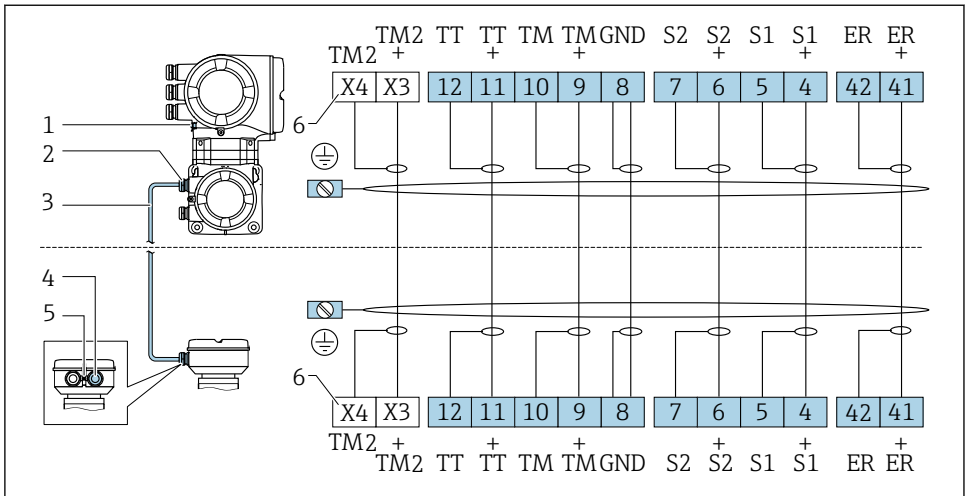 TM2 TM2 + TT TT + TM TM + GND S2 S2 + S1 S1 + ER ER +
X4 X3 12 11 10 9 8 7 6 5 4 42 41
6
1
2
3
4
5
6
X4 X3 12 11 10 9 8 7 6 5 4 42 41
TM2 + TM2 TT + TT TM + TM GND S2 + S2 S1 + S1 ER + ER